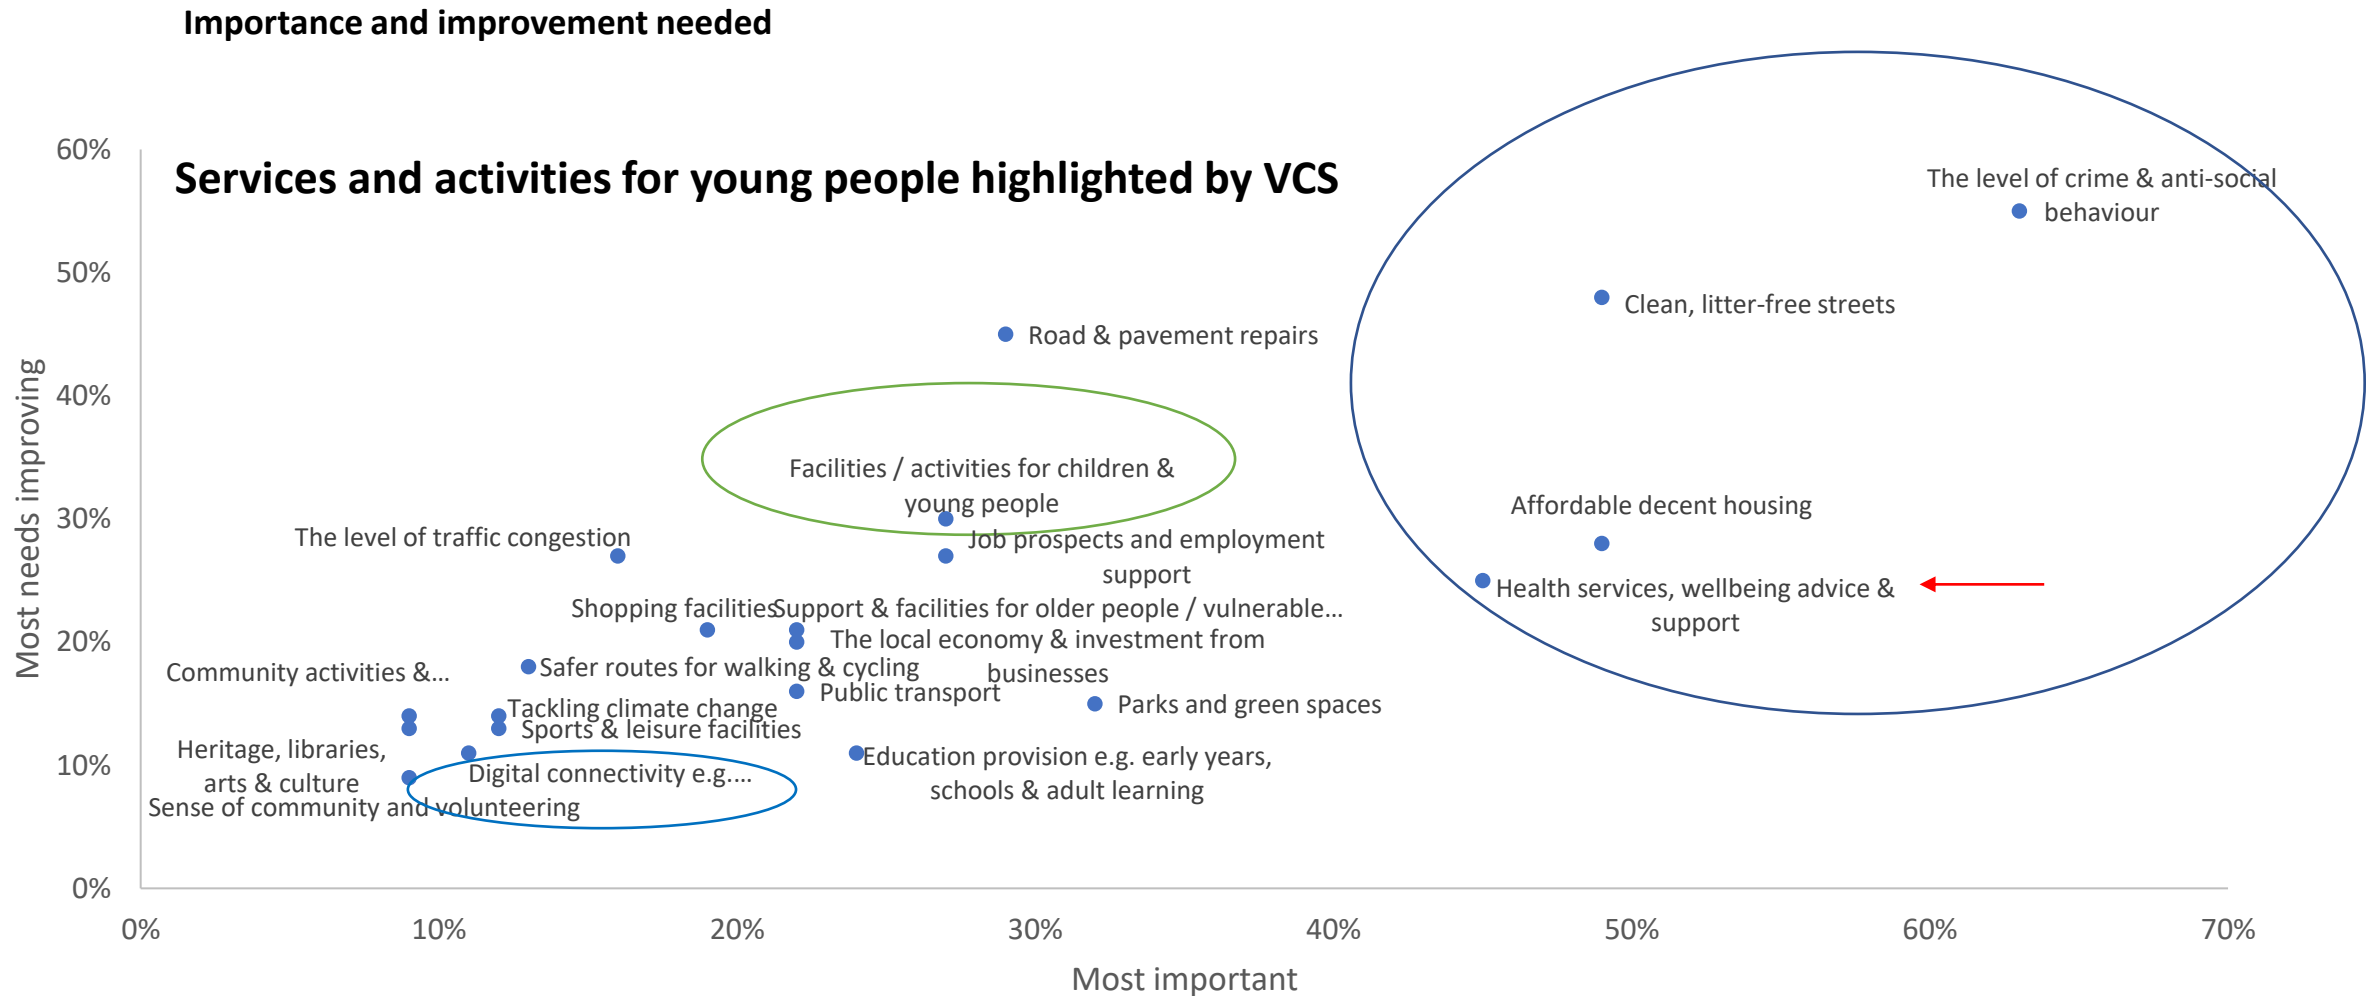 Importance and improvement needed
60%
Services and activities for young people highlighted by VCS
The level of crime & anti-social
behaviour
50%
Clean, litter-free streets
Road & pavement repairs
Most needs improving
40%
Facilities / activities for children &
young people
Affordable decent housing
30%
The level of traffic congestion
Job prospects and employment
support
Health services, wellbeing advice &
support
Shopping facilities
Support & facilities for older people / vulnerable...
20%
The local economy & investment from
businesses
Community activities &...
Safer routes for walking & cycling
Public transport
Parks and green spaces
Tackling climate change
Sports & leisure facilities
Heritage, libraries,
arts & culture
10%
Digital connectivity e.g....
Education provision e.g. early years,
schools & adult learning
Sense of community and volunteering
0%
0% 10% 20% 30% 40% 50% 60% 70%
Most important